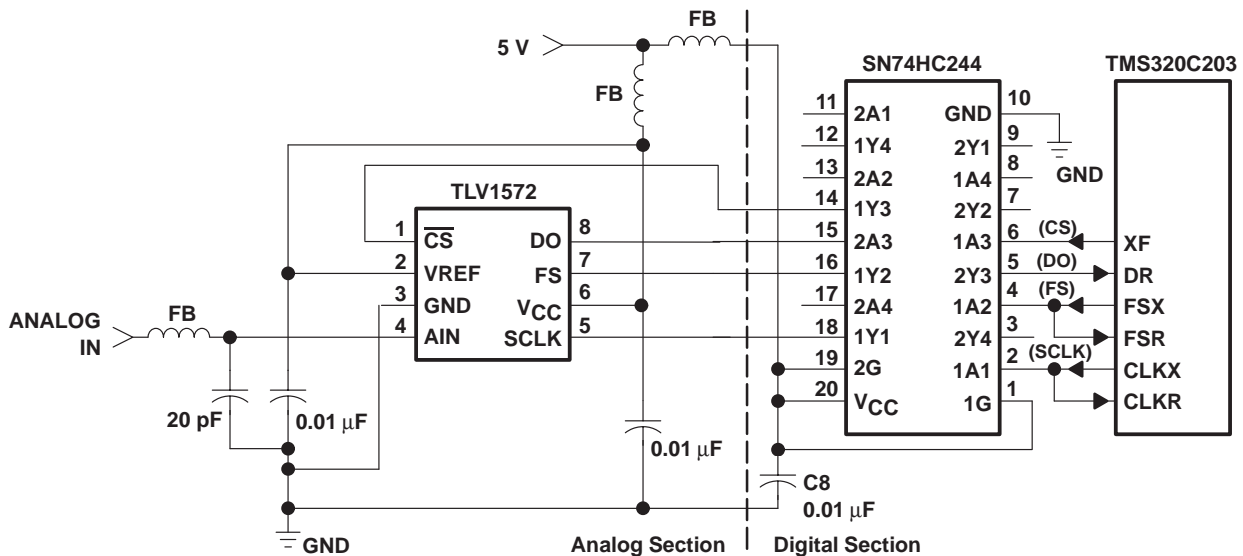 FB
5 V
FB
SN74HC244
TMS320C203
11 2A1 GND 10
12 1Y4 2Y1 9
13 2A2 1A4 8
GND
14 1Y3 2Y2 7
15 2A3 1A3 6 (CS) XF
16 1Y2 2Y3 5 (DO) DR
17 2A4 1A2 4 (FS) FSX
18 1Y1 2Y4 3 FSR
19 2G 1A1 2 (SCLK) CLKX
20 VCC 1G 1 CLKR
TLV1572
1 CS DO 8
2 VREF FS 7
3 GND VCC 6
4 AIN SCLK 5
ANALOG
IN
FB
20 pF
0.01 μF
0.01 μF
C8
0.01 μF
GND
Analog Section
Digital Section